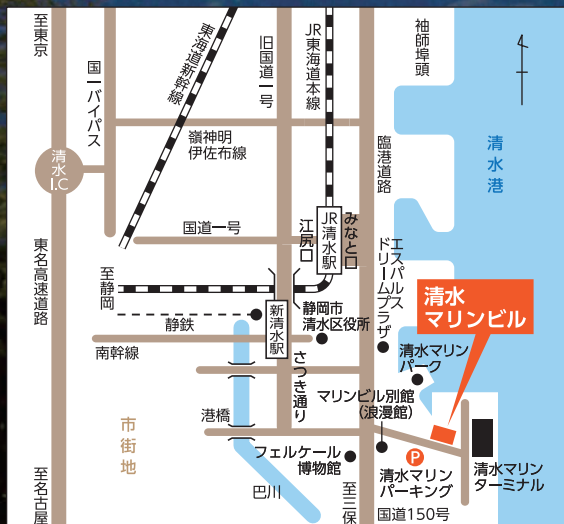 至東京
国一バイパス
東海道新幹線
旧国道一号
JR東海道本線
袖師埠頭
嶺神明
伊佐布線
臨港道路
清水港
清水
I.C
国道一号
江尻口
JR清水駅
みなと口
東名高速道路
至静岡
エスパルス
ドリームプラザ
清水
マリンビル
静鉄
新清水駅
静岡市
清水区役所
南幹線
さつき通り
清水マリン
パーク
マリンビル別館
(浪漫館)
市街地
港橋
フェルケール
博物館
P
清水マリン
パーキング
清水マリン
ターミナル
巴川
至三保
国道150号
至名古屋